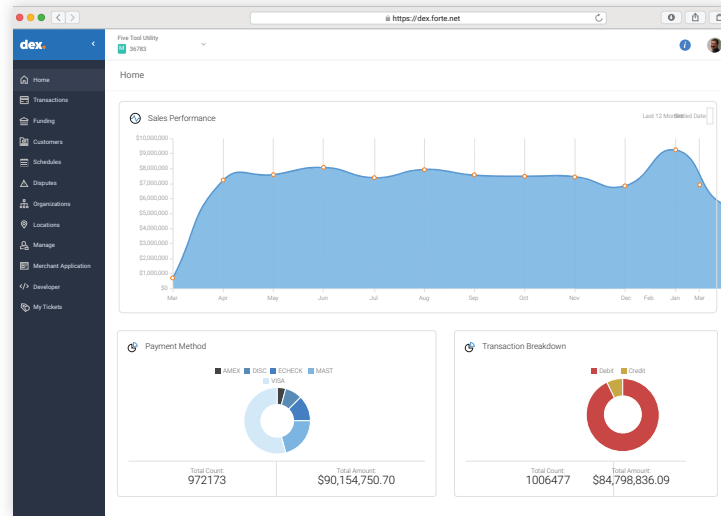 https://dex.forte.net
dex.
Five Tool Utility
M 36783
Home
Home
Transactions
Funding
Customers
Schedules
Disputes
Organizations
Locations
Manage
Merchant Application
Developer
My Tickets
Sales Performance
Last 12 Months
Settled Date
$10,000,000
$9,000,000
$8,000,000
$7,000,000
$6,000,000
$5,000,000
$4,000,000
$3,000,000
$2,000,000
$1,000,000
$0
Mar Apr May Jun Jul Aug Sep Oct Nov Dec Feb Jan Mar
Payment Method
AMEX DISC ECHECK MAST
VISA
Total Count: Total Amount:
972173 $90,154,750.70
Transaction Breakdown
Debit Credit
Total Count: Total Amount:
1006477 $84,798,836.09